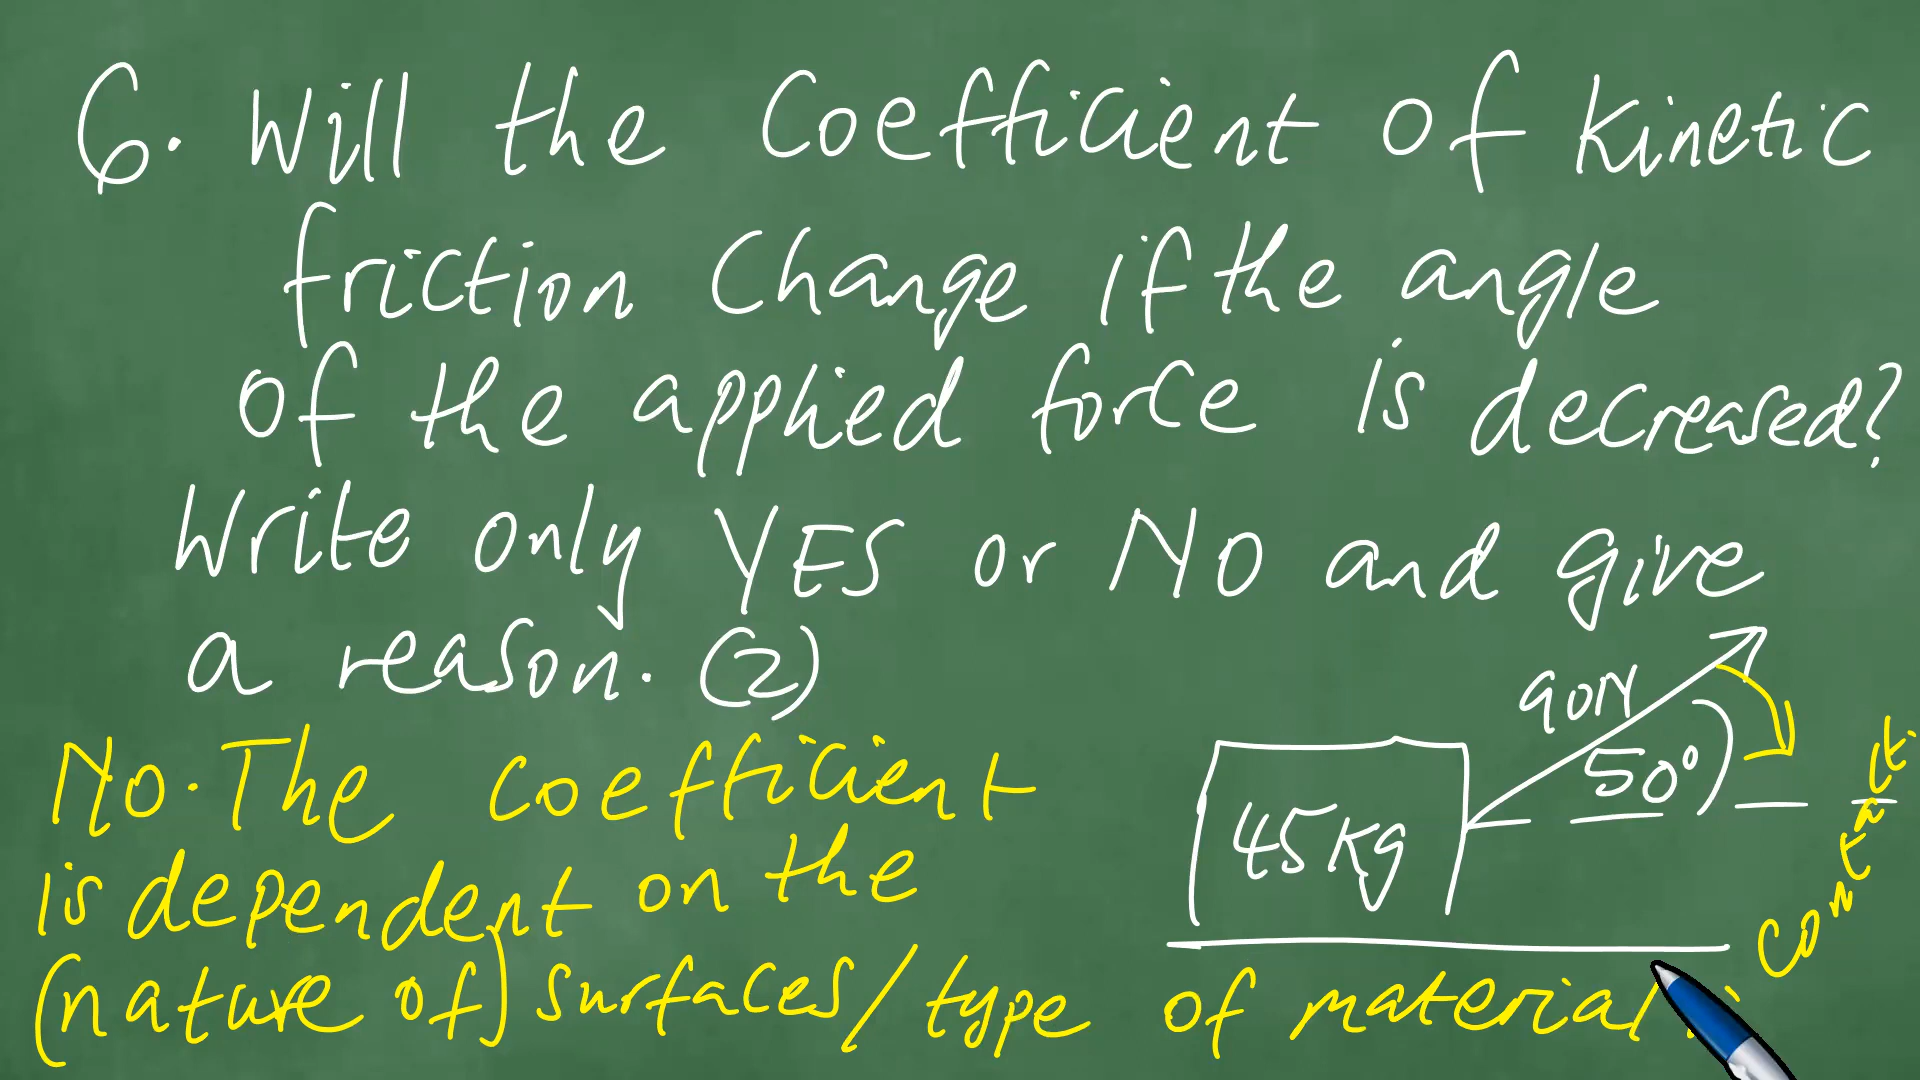 6. Will the Coefficient of Kinetic
friction Change if the angle
of the applied force is decreased?
Write only YES or NO and give
a reason. (2)
90N
50°
45Kg
No. The coefficient
is dependent on the
(nature of) surfaces/type of material in
contact.